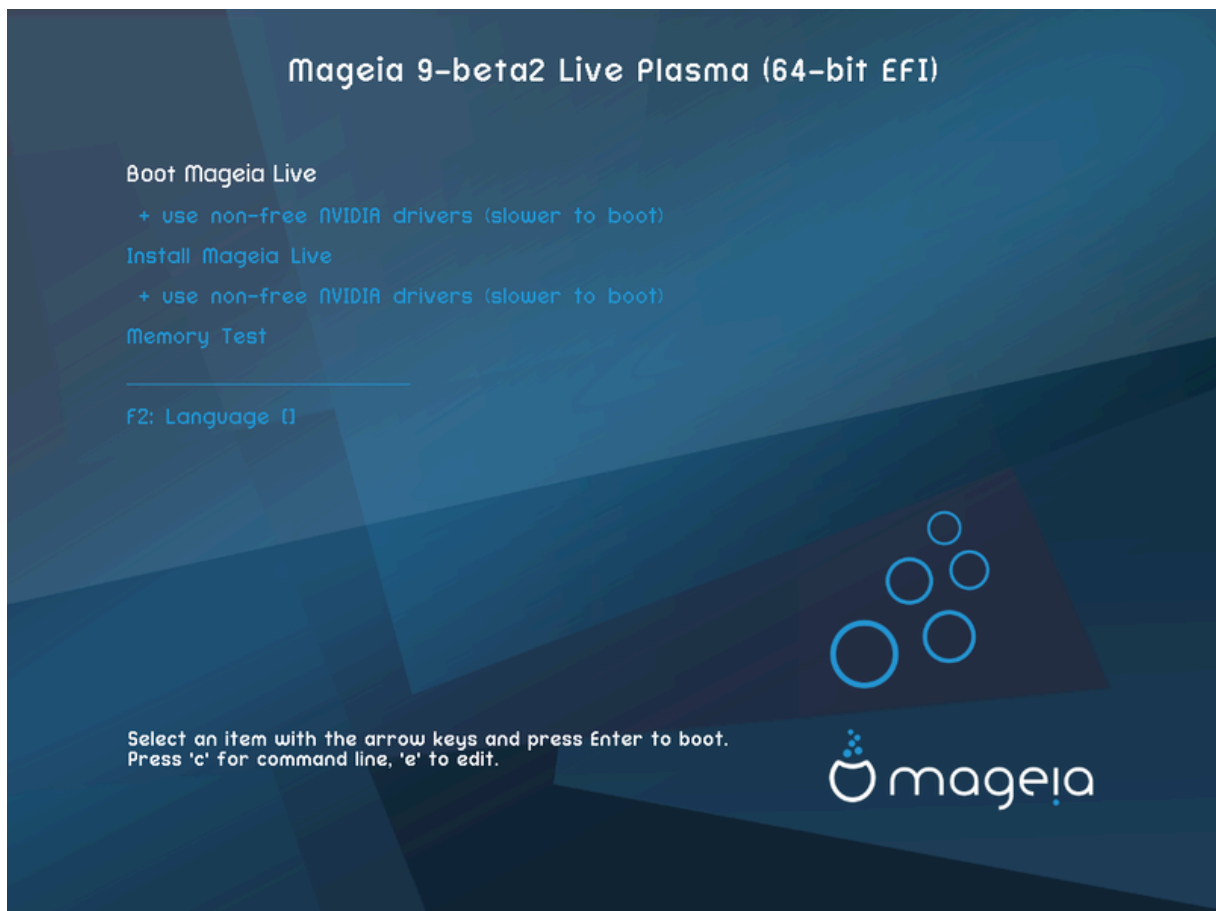 Mageia 9-beta2 Live Plasma (64-bit EFI)
Boot Mageia Live
+ use non-free NVIDIA drivers (slower to boot)
Install Mageia Live
+ use non-free NVIDIA drivers (slower to boot)
Memory Test
F2: Language []
Select an item with the arrow keys and press Enter to boot.
Press 'c' for command line, 'e' to edit.
mageia